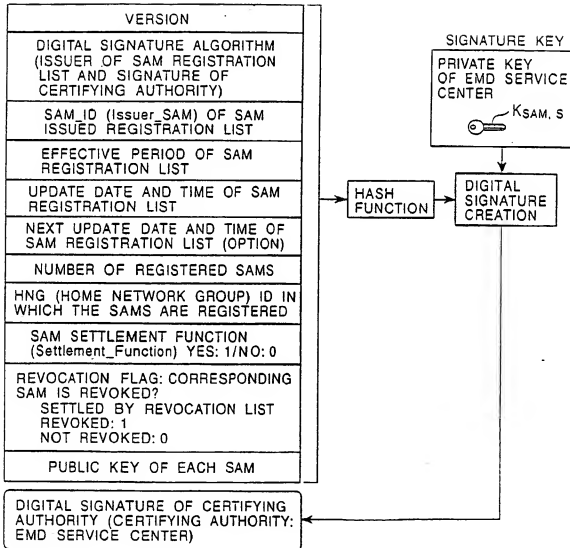 VERSION
DIGITAL SIGNATURE ALGORITHM
(ISSUER OF SAM REGISTRATION
LIST AND SIGNATURE OF
CERTIFYING AUTHORITY)
SAM_ID (Issuer_SAM) OF SAM
ISSUED REGISTRATION LIST
EFFECTIVE PERIOD OF SAM
REGISTRATION LIST
UPDATE DATE AND TIME OF SAM
REGISTRATION LIST
NEXT UPDATE DATE AND TIME OF
SAM REGISTRATION LIST (OPTION)
NUMBER OF REGISTERED SAMS
HNG (HOME NETWORK GROUP) ID IN
WHICH THE SAMS ARE REGISTERED
SAM SETTLEMENT FUNCTION
(Settlement_Function) YES: 1/NO: 0
REVOCATION FLAG: CORRESPONDING
SAM IS REVOKED?
SETTLED BY REVOCATION LIST
REVOKED: 1
NOT REVOKED: 0
PUBLIC KEY OF EACH SAM
SIGNATURE KEY
PRIVATE KEY
OF EMD SERVICE
CENTER
KSAM, S
HASH
FUNCTION
DIGITAL
SIGNATURE
CREATION
DIGITAL SIGNATURE OF CERTIFYING
AUTHORITY (CERTIFYING AUTHORITY:
EMD SERVICE CENTER)